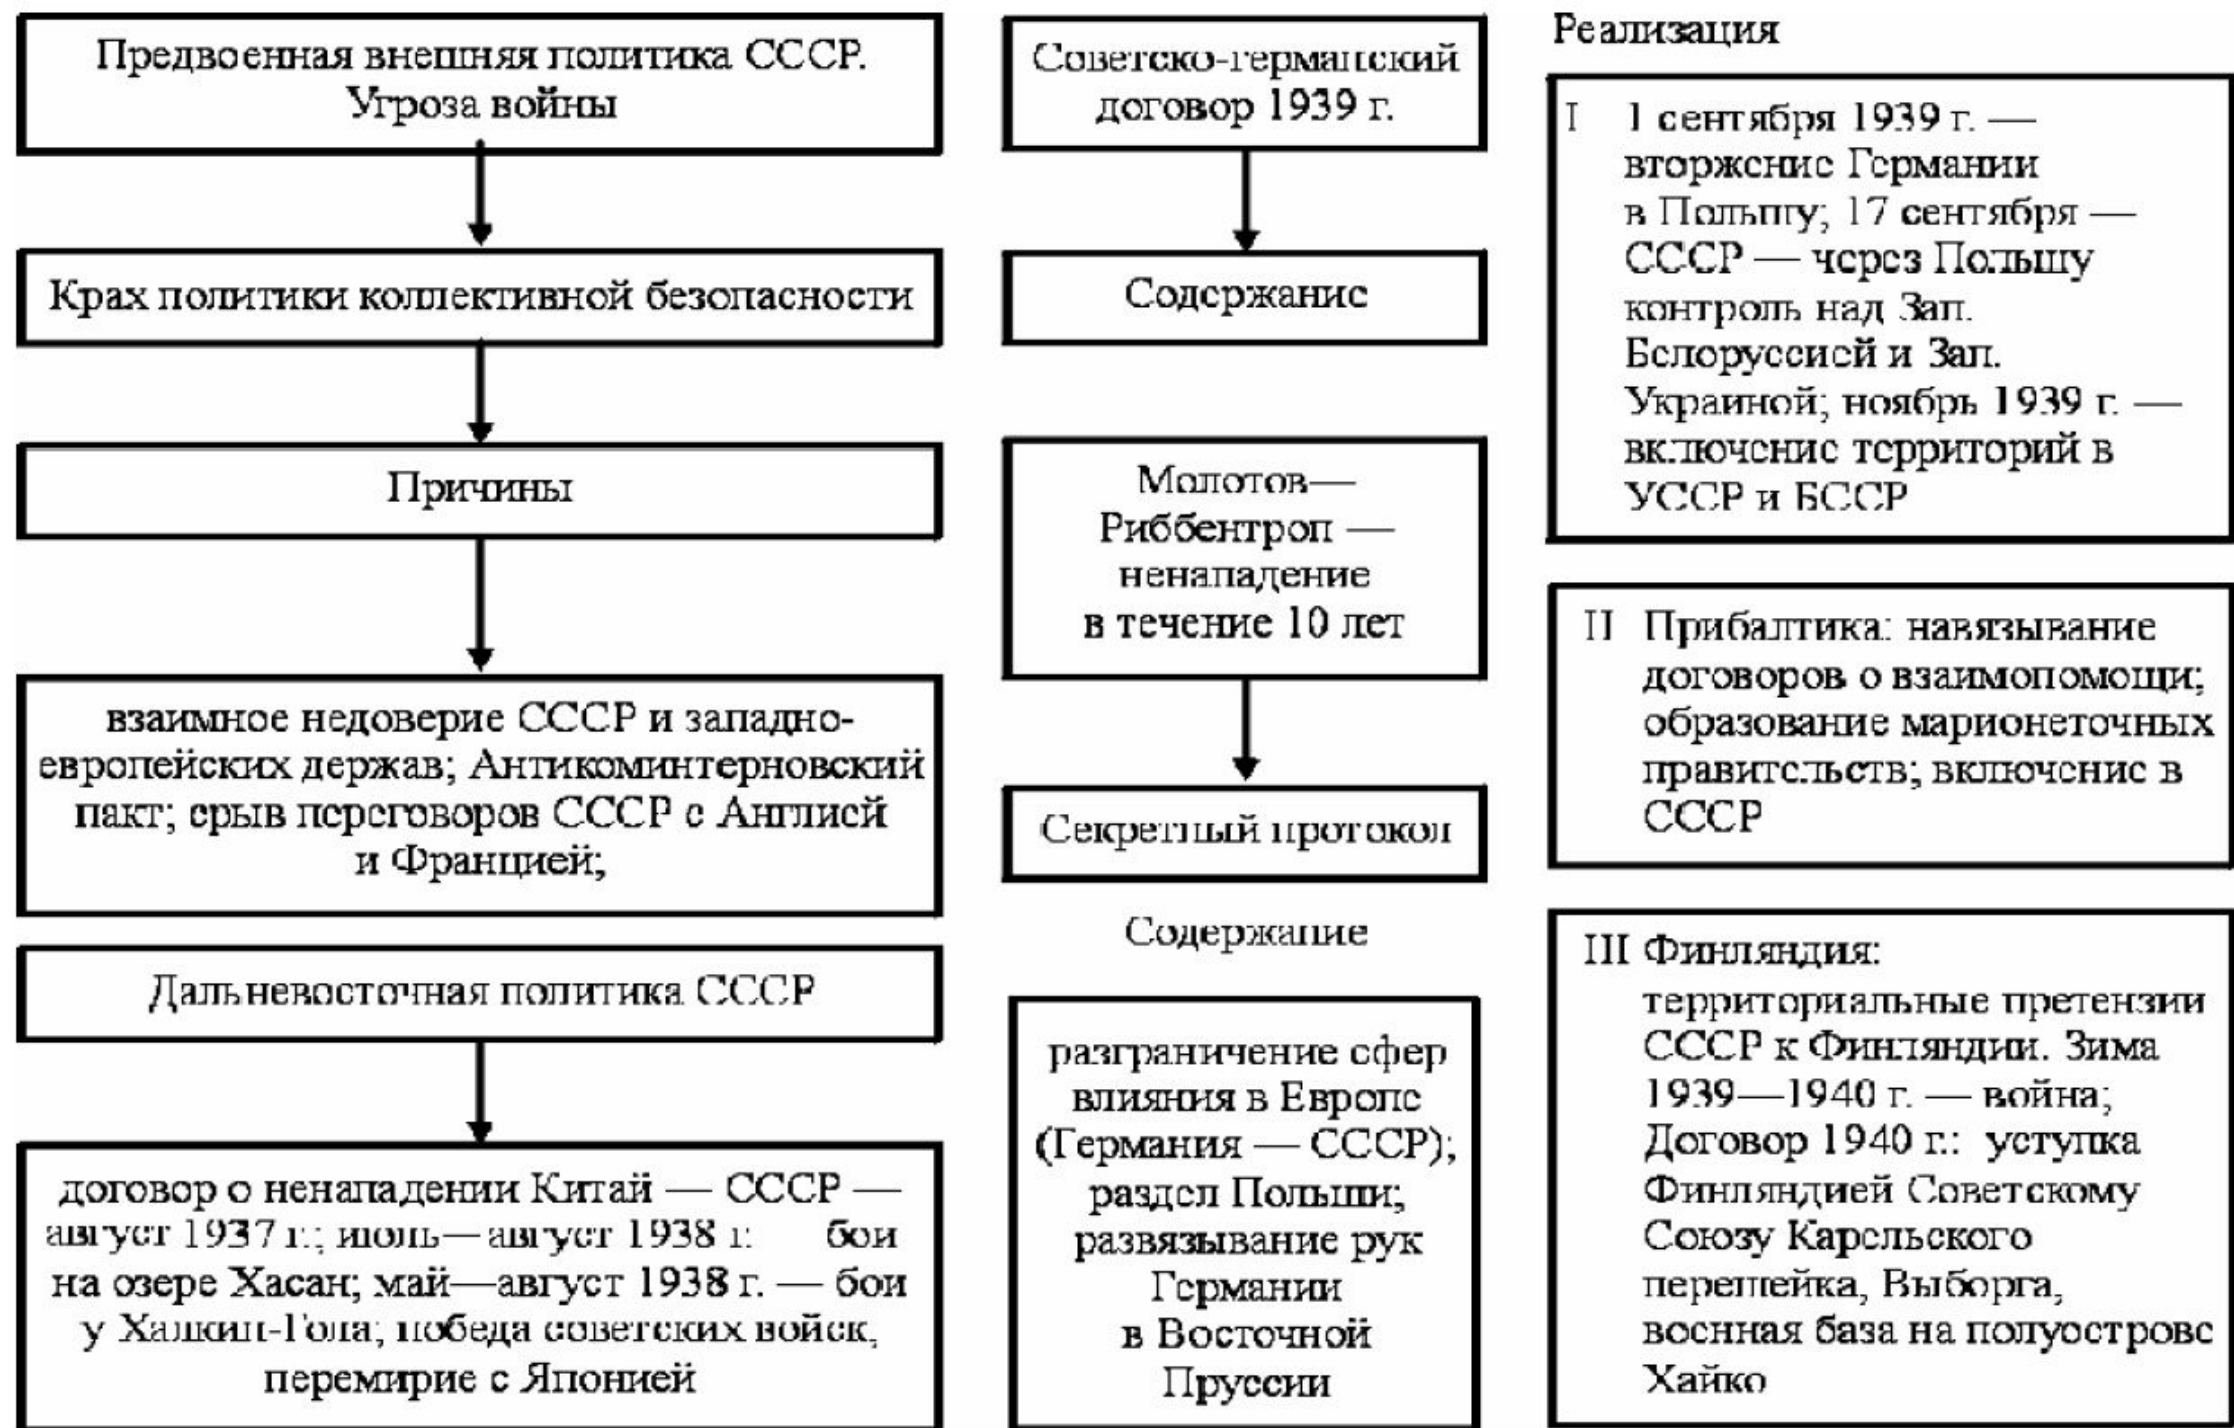 Предвоенная внешняя политика СССР.
Угроза войны
Крах политики коллективной безопасности
Причины
взаимное недоверие СССР и западно-
европейских держав; Антикоминтерновский
пакт; срыв переговоров СССР с Англией
и Францией;
Дальневосточная политика СССР
договор о ненападении Китай — СССР —
август 1937 г.; июль—август 1938 г. бои
на озере Хасан; май—август 1938 г. — бои
у Халкин-Гола; победа советских войск,
перемирие с Японией
Советско-германский
договор 1939 г.
Содержание
Молотов—
Риббентроп —
ненападение
в течение 10 лет
Секретный протокол
Содержание
разграничение сфер
влияния в Европе
(Германия — СССР);
раздел Польши;
развязывание рук
Германии
в Восточной
Пруссии
Реализация
I 1 сентября 1939 г. —
вторжение Германии
в Польшу; 17 сентября —
СССР — через Польшу
контроль над Зап.
Белоруссией и Зап.
Украиной; ноябрь 1939 г. —
включение территорий в
УССР и БССР
II Прибалтика: навязывание
договоров о взаимопомощи;
образование марионеточных
правительств; включение в
СССР
III Финляндия:
территориальные претензии
СССР к Финляндии. Зима
1939—1940 г. — война;
Договор 1940 г.: уступка
Финляндией Советскому
Союзу Карельского
перешейка, Выборга,
военная база на полуострове
Хайко